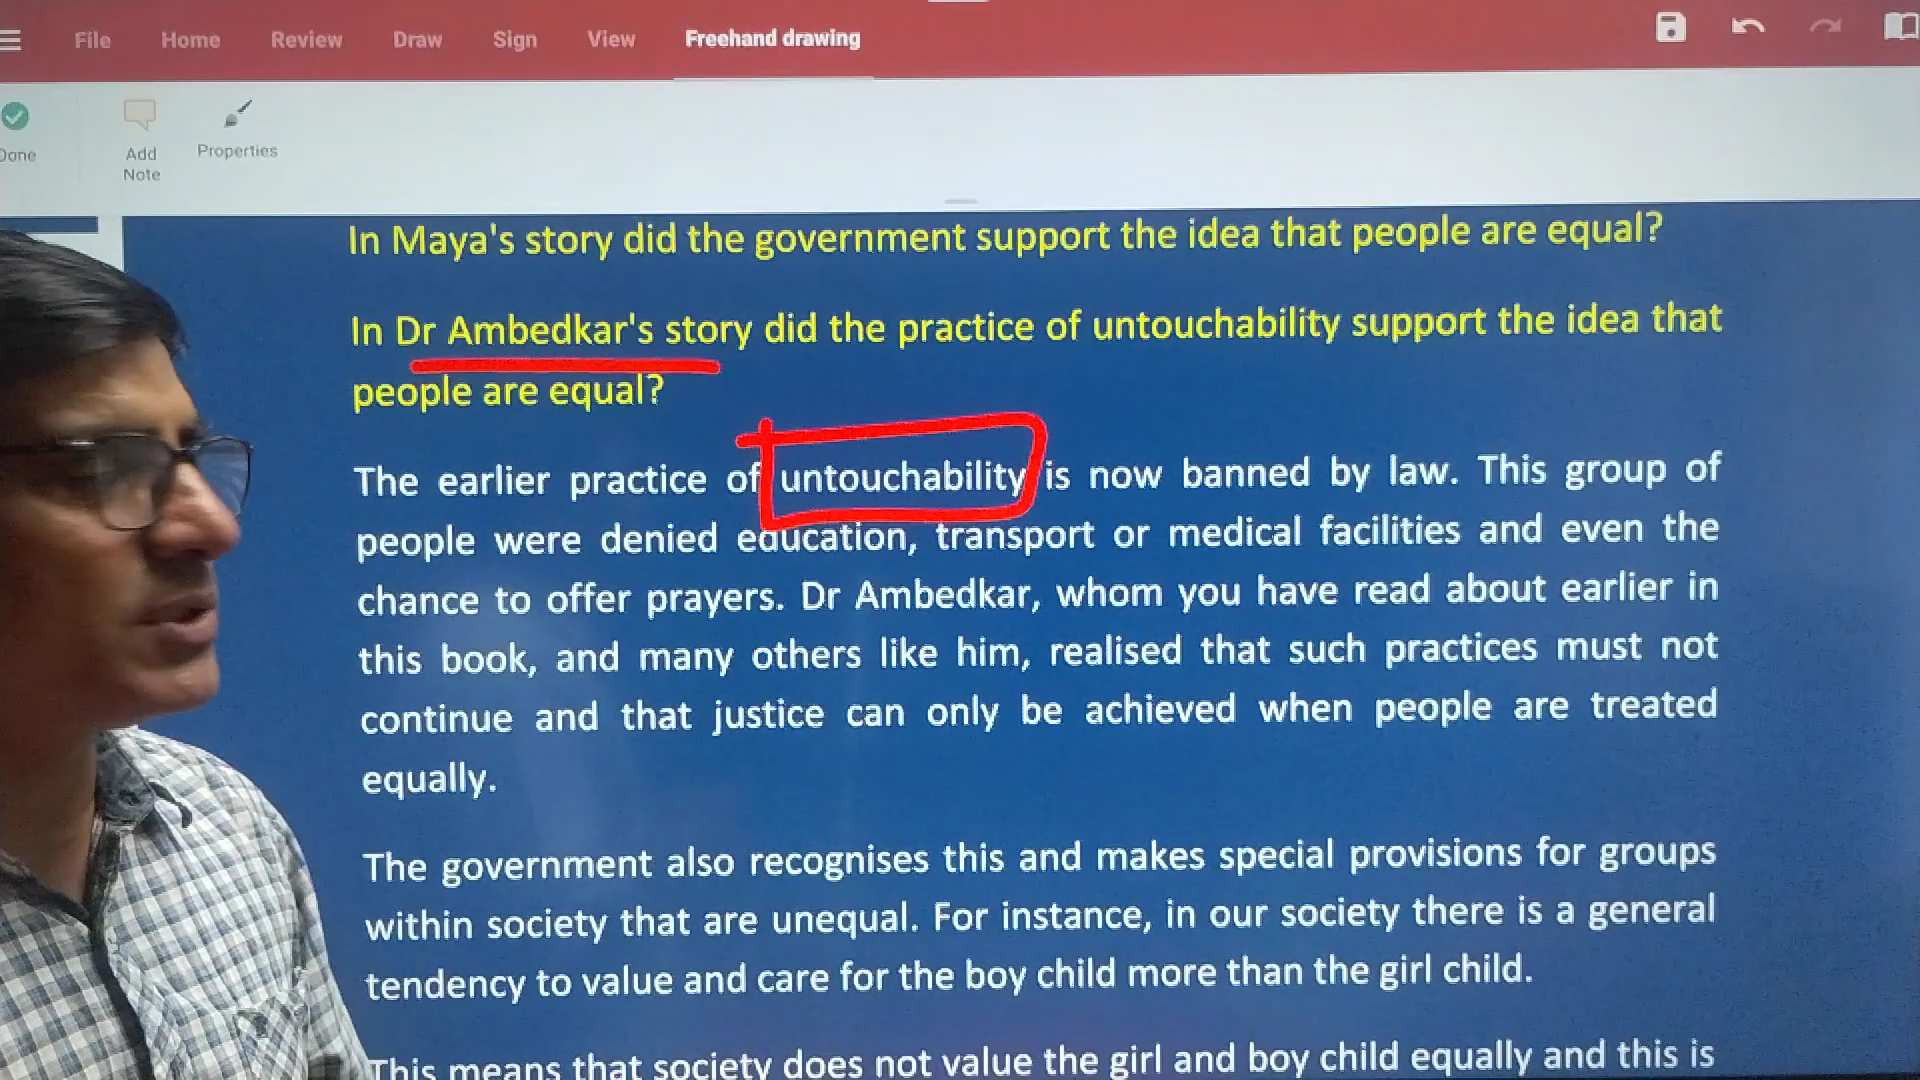 File Home Review Draw Sign View Freehand drawing
Done Add Note Properties
In Maya's story did the government support the idea that people are equal?
In Dr Ambedkar's story did the practice of untouchability support the idea that
people are equal?
The earlier practice of untouchability is now banned by law. This group of
people were denied education, transport or medical facilities and even the
chance to offer prayers. Dr Ambedkar, whom you have read about earlier in
this book, and many others like him, realised that such practices must not
continue and that justice can only be achieved when people are treated
equally.
The government also recognises this and makes special provisions for groups
within society that are unequal. For instance, in our society there is a general
tendency to value and care for the boy child more than the girl child.
This means that society does not value the girl and boy child equally and this is